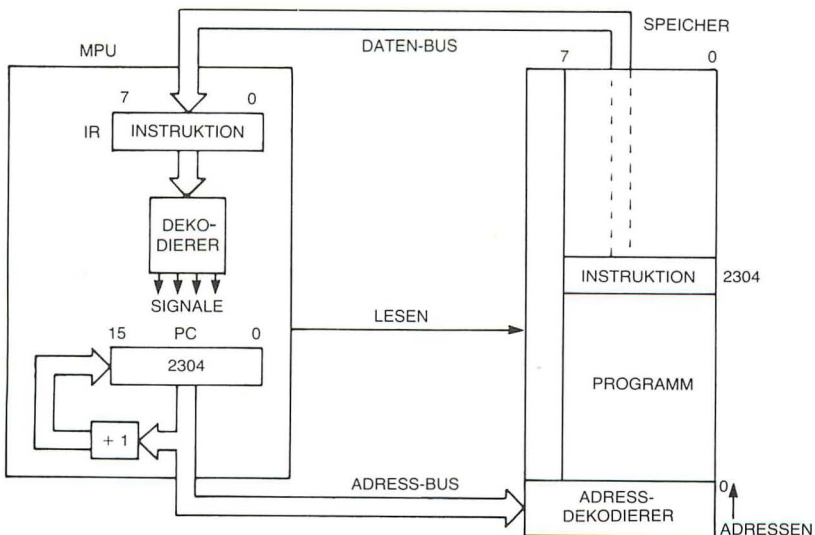 SPEICHER
DATEN-BUS
MPU
7 0
7 0
IR INSTRUKTION
DEKO-
DIERER
SIGNALE
INSTRUKTION 2304
LESEN
15 PC 0
2304
PROGRAMM
+ 1
ADRESS-BUS
0
ADRESS-
DEKODIERER
ADRESSEN